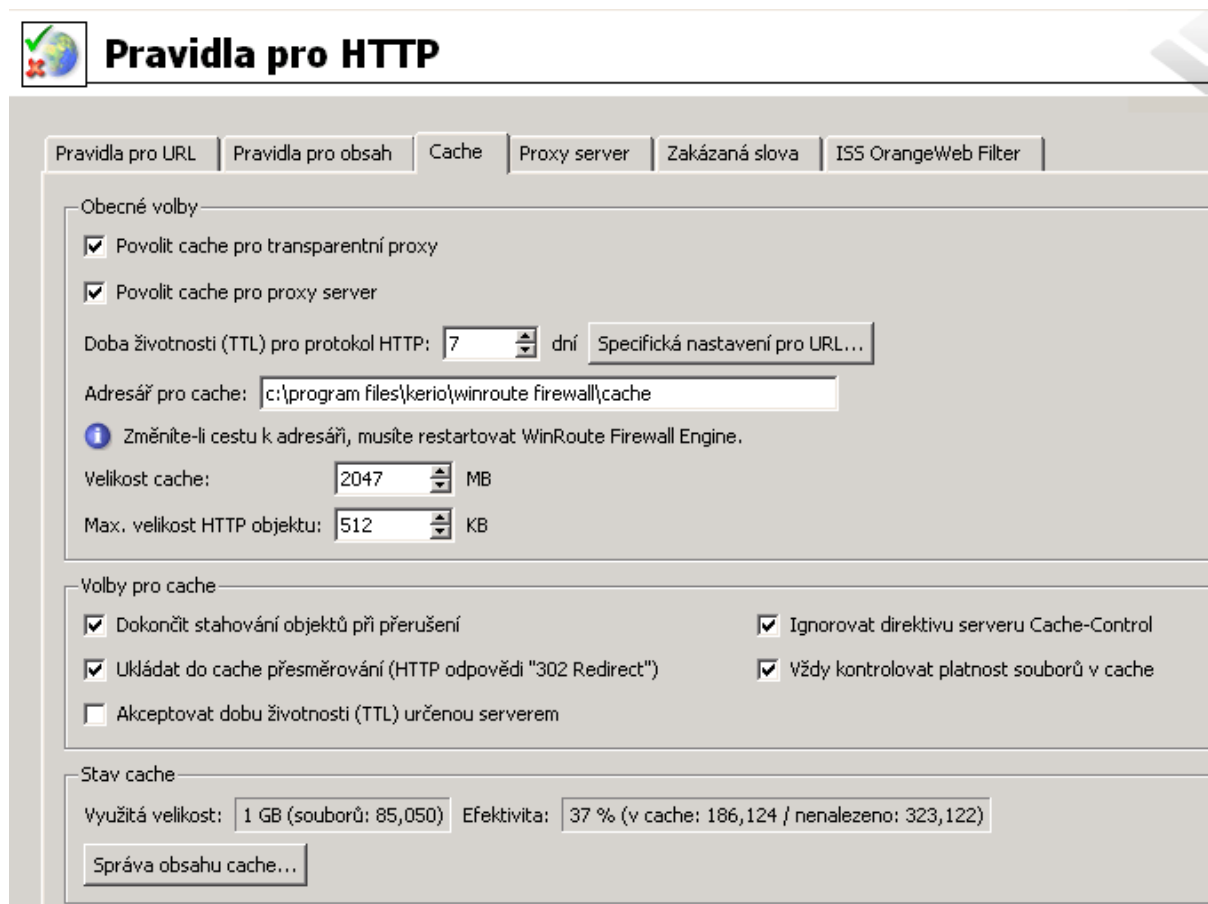 Pravidla pro HTTP
Pravidla pro URL Pravidla pro obsah Cache Proxy server Zakázaná slova ISS OrangeWeb Filter
Obecné volby
Povolit cache pro transparentní proxy
Povolit cache pro proxy server
Doba životnosti (TTL) pro protokol HTTP: 7 dní Specifická nastavení pro URL...
Adresář pro cache: c:\program files\kerio\winroute firewall\cache
Změníte-li cestu k adresáři, musíte restartovat WinRoute Firewall Engine.
Velikost cache: 2047 MB
Max. velikost HTTP objektu: 512 KB
Volby pro cache
Dokončit stahování objektů při přerušení Ignorovat direktivu serveru Cache-Control
Ukládat do cache přesměrování (HTTP odpovědi "302 Redirect") Vždy kontrolovat platnost souborů v cache
Akceptovat dobu životnosti (TTL) určenou serverem
Stav cache
Využitá velikost: 1 GB (souborů: 85,050) Efektivita: 37 % (v cache: 186,124 / nenalezeno: 323,122)
Správa obsahu cache...